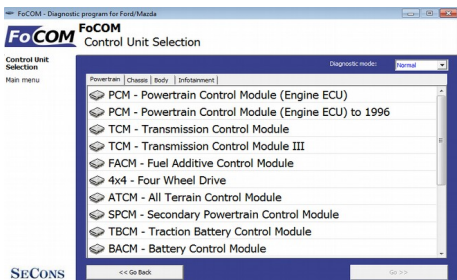 FoCOM - Diagnostic program for Ford/Mazda
FoCOM
FoCOM
Control Unit Selection
Control Unit
Selection
Main menu
Diagnostic mode:
Normal
Powertrain
Chassis
Body
Infotainment
PCM - Powertrain Control Module (Engine ECU)
PCM - Powertrain Control Module (Engine ECU) to 1996
TCM - Transmission Control Module
TCM - Transmission Control Module III
FACM - Fuel Additive Control Module
4x4 - Four Wheel Drive
ATCM - All Terrain Control Module
SPCM - Secondary Powertrain Control Module
TBCM - Traction Battery Control Module
BACM - Battery Control Module
SECONS
<< Go Back
Go >>